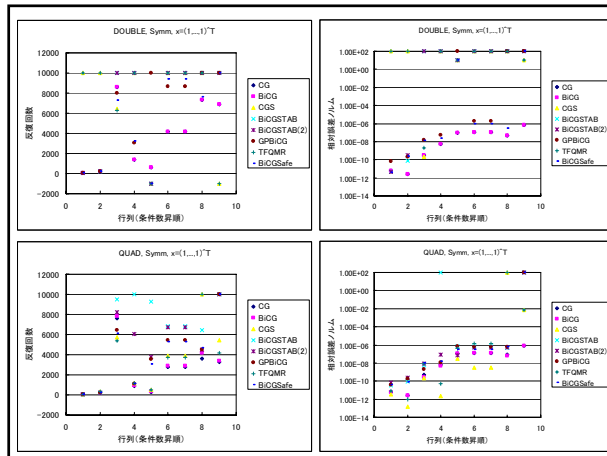 DOUBLE, Symm, x=(1,...,1)^T
12000
10000
8000
6000
4000
2000
0
-2000
0 2 4 6 8 10
反復回数
行列(条件数昇順)
CG
BiCG
CGS
BiCGSTAB
BiCGSTAB(2)
GPBiCG
TFQMR
BiCGSafe
DOUBLE, Symm, x=(1,...,1)^T
1.00E+02
1.00E+00
1.00E-02
1.00E-04
1.00E-06
1.00E-08
1.00E-10
1.00E-12
1.00E-14
0 2 4 6 8 10
相対誤差ノルム
行列(条件数昇順)
CG
BiCG
CGS
BiCGSTAB
BiCGSTAB(2)
GPBiCG
TFQMR
BiCGSafe
QUAD, Symm, x=(1,...,1)^T
12000
10000
8000
6000
4000
2000
0
-2000
0 2 4 6 8 10
反復回数
行列(条件数昇順)
CG
BiCG
CGS
BiCGSTAB
BiCGSTAB(2)
GPBiCG
TFQMR
BiCGSafe
QUAD, Symm, x=(1,...,1)^T
1.00E+02
1.00E+00
1.00E-02
1.00E-04
1.00E-06
1.00E-08
1.00E-10
1.00E-12
1.00E-14
0 2 4 6 8 10
相対誤差ノルム
行列(条件数昇順)
CG
BiCG
CGS
BiCGSTAB
BiCGSTAB(2)
GPBiCG
TFQMR
BiCGSafe